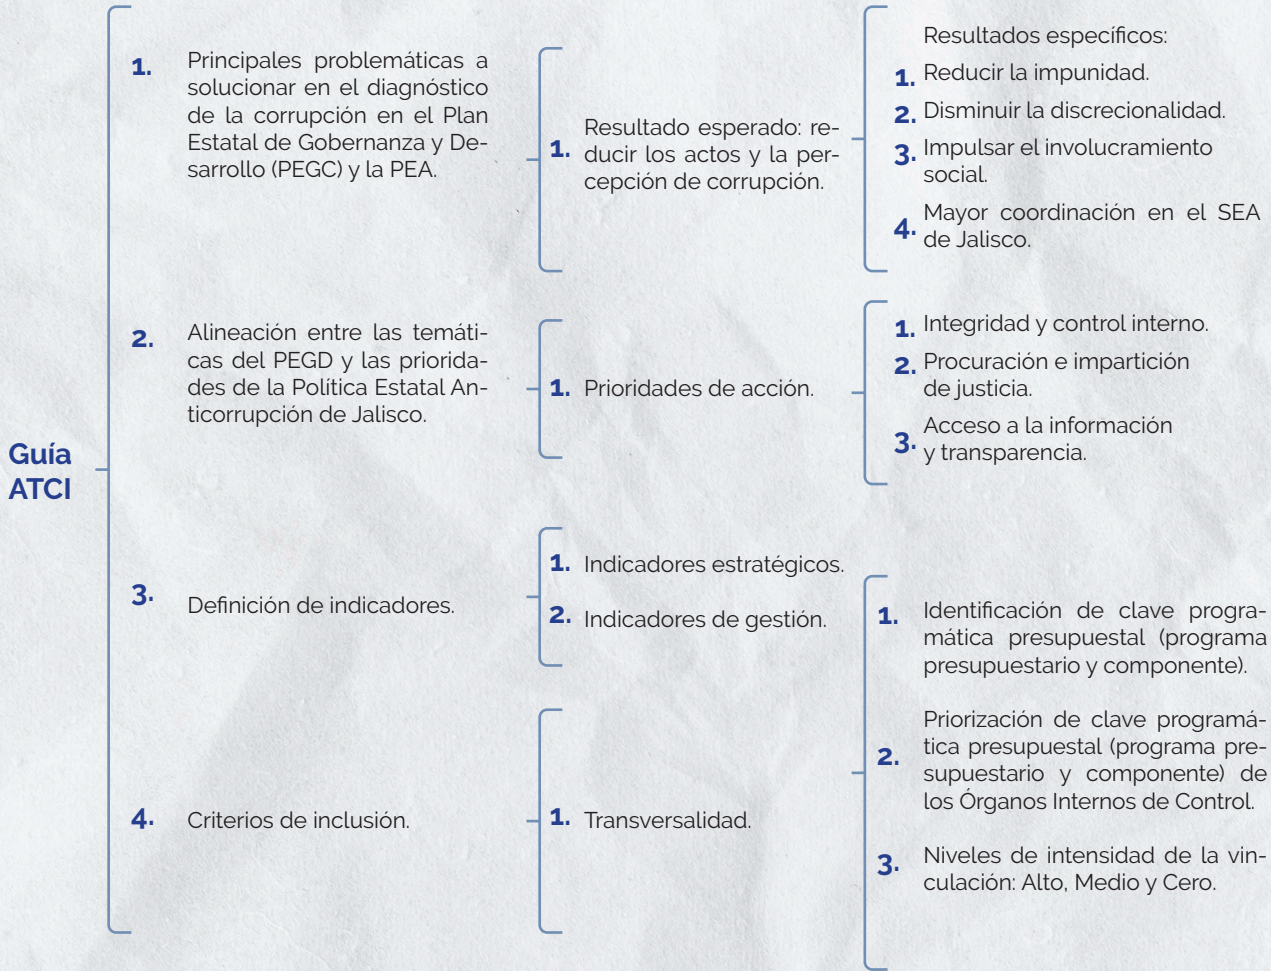 Guía
ATCI
1.
Principales problemáticas a
solucionar en el diagnóstico
de la corrupción en el Plan
Estatal de Gobernanza y De-
sarrollo (PEGC) y la PEA.
1.
Resultado esperado: re-
ducir los actos y la per-
cepción de corrupción.
Resultados específicos:
1. Reducir la impunidad.
2. Disminuir la discrecionalidad.
3. Impulsar el involucramiento
social.
4. Mayor coordinación en el SEA
de Jalisco.
2.
Alineación entre las temáti-
cas del PEGD y las priorida-
des de la Política Estatal An-
ticorrupción de Jalisco.
1. Prioridades de acción.
1. Integridad y control interno.
2. Procuración e impartición
de justicia.
3. Acceso a la información
y transparencia.
3.
Definición de indicadores.
1. Indicadores estratégicos.
2. Indicadores de gestión.
4.
Criterios de inclusión.
1. Transversalidad.
1. Identificación de clave progra-
mática presupuestal (programa
presupuestario y componente).
2. Priorización de clave programá-
tica presupuestal (programa pre-
supuestario y componente) de
los Órganos Internos de Control.
3. Niveles de intensidad de la vin-
culación: Alto, Medio y Cero.